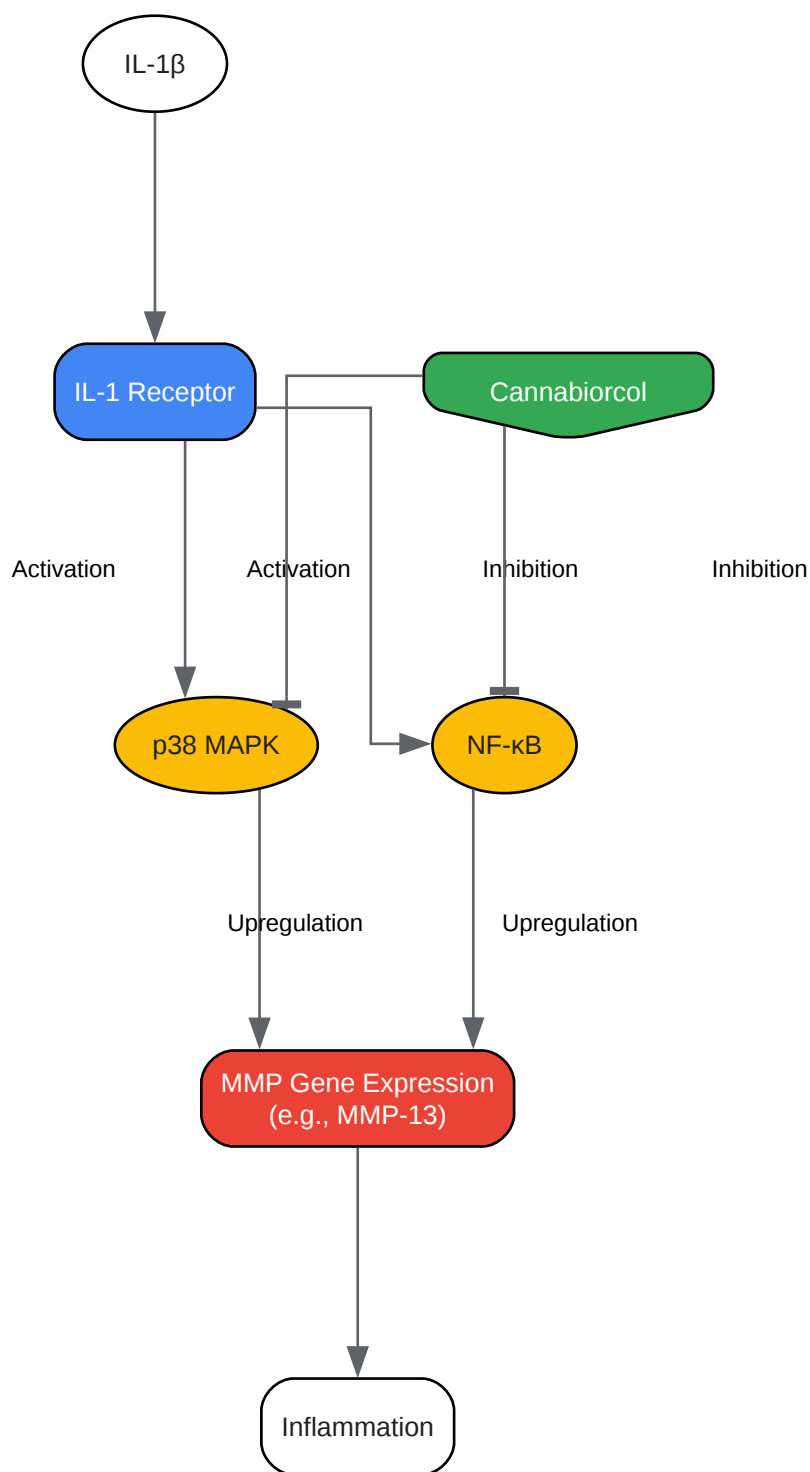 IL-1β
IL-1 Receptor
Cannabiorcol
Activation
Activation
Inhibition
Inhibition
p38 MAPK
NF-κB
Upregulation
Upregulation
MMP Gene Expression
(e.g., MMP-13)
Inflammation